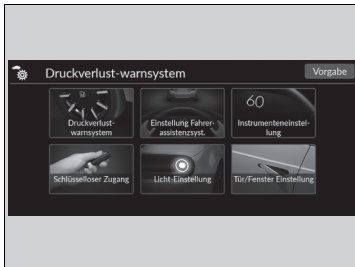 Druckverlust-warnsystem
Vorgabe
Druckverlust-
warnsystem
Einstellung Fahrer-
assistenzsyst.
60
Instrumenteneinstel-
lung
Schlüsselloser Zugang
Licht-Einstellung
Tür/Fenster Einstellung